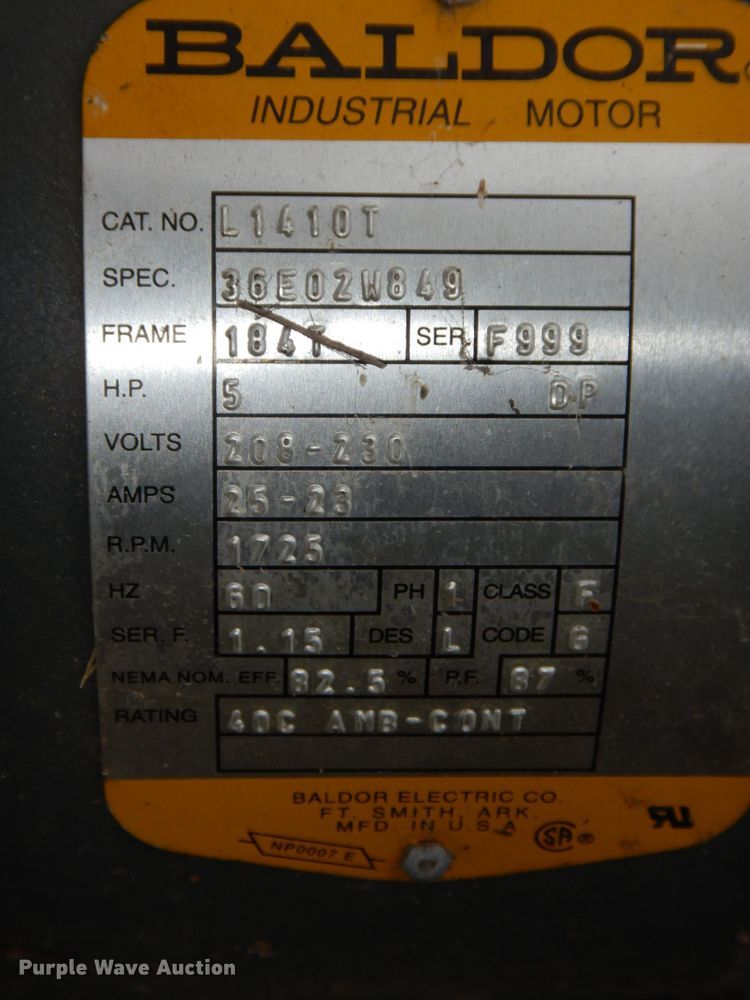 BALDOR
INDUSTRIAL MOTOR
CAT. NO. L1410T
SPEC. 36E02W849
FRAME 184T SER. F999
H.P. 5 DP
VOLTS 208-230
AMPS 25-23
R.P.M. 1725
HZ 60 PH 1 CLASS F
SER. F. 1.15 DES L CODE G
NEMA NOM. EFF. 82.5 % P.F. 87 %
RATING 40C AMB-CONT
BALDOR ELECTRIC CO.
FT. SMITH, ARK.
MFD. IN U.S.A.
NP0007 E
SA ®
RU
Purple Wave Auction